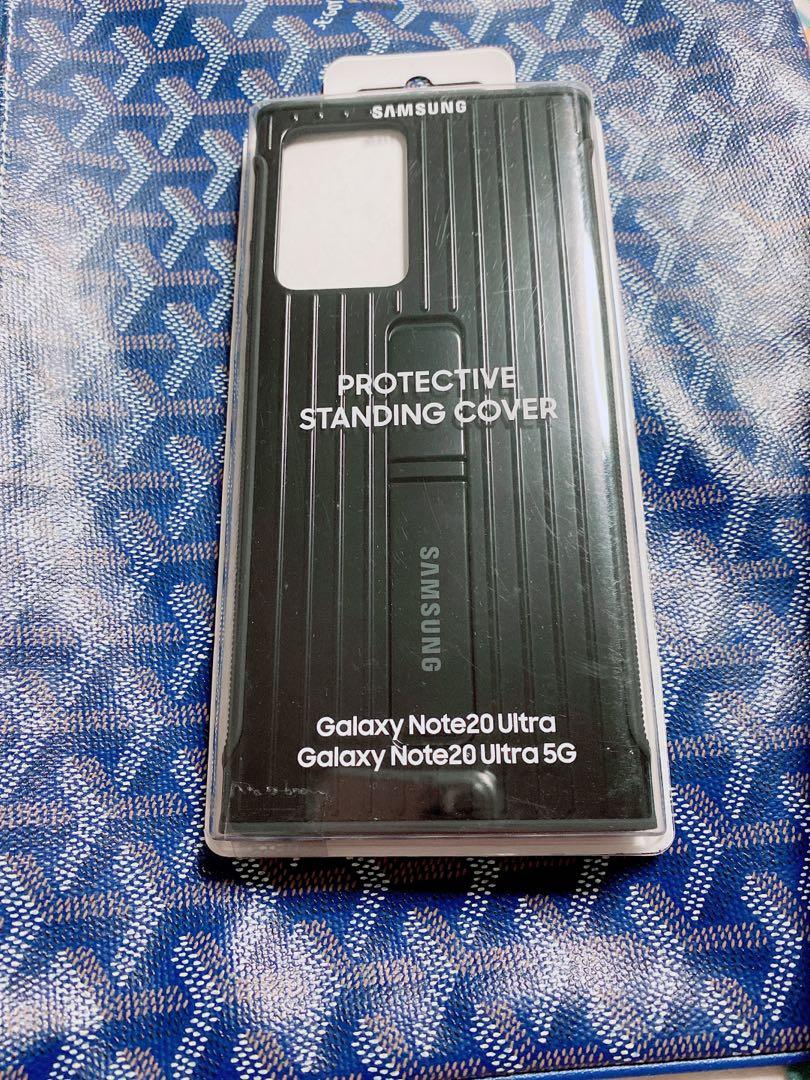 SAMSUNG
PROTECTIVE
STANDING COVER
SAMSUNG
Galaxy Note20 Ultra
Galaxy Note20 Ultra 5G